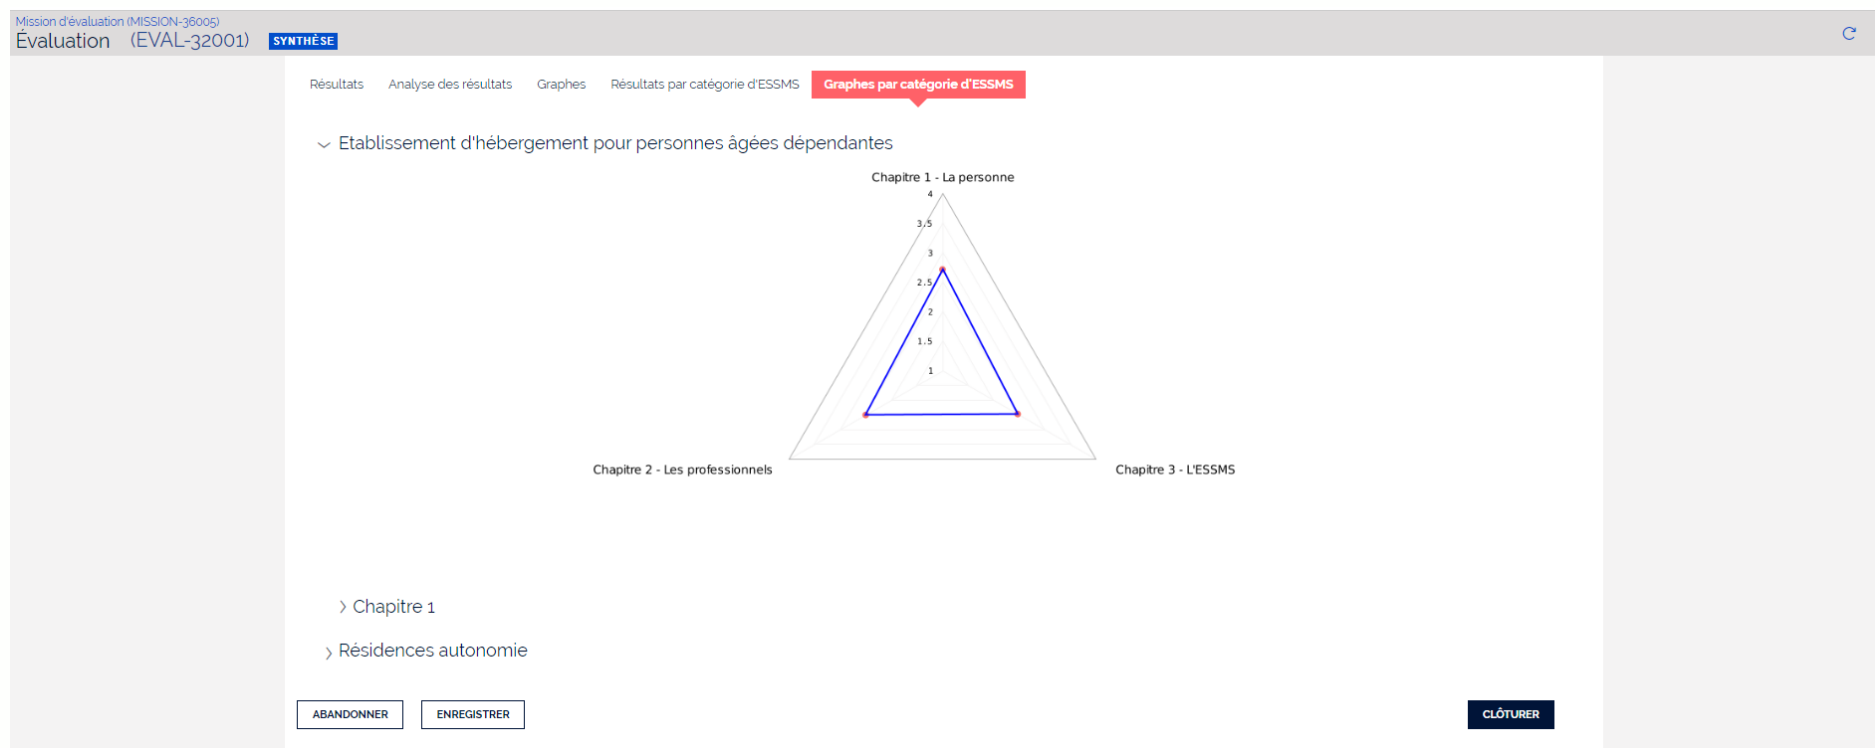 Mission d'évaluation (MISSION-36005)
Évaluation (EVAL-32001) SYNTHÈSE
Résultats Analyse des résultats Graphes Résultats par catégorie d'ESSMS Graphes par catégorie d'ESSMS
Etablissement d'hébergement pour personnes âgées dépendantes
Chapitre 1 - La personne
4
3,5
3
2,5
2
1,5
1
Chapitre 2 - Les professionnels Chapitre 3 - L'ESSMS
Chapitre 1
Résidences autonomie
ABANDONNER ENREGISTRER CLÔTURER